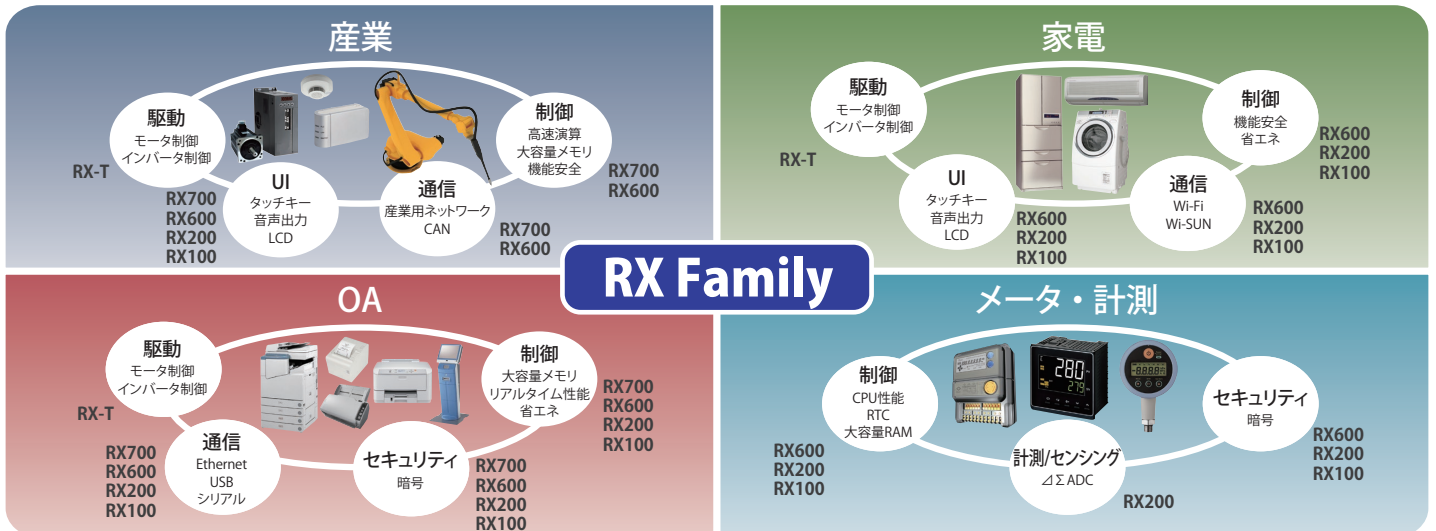 産業
駆動
モータ制御
インバータ制御
RX-T
UI
タッチキー
音声出力
LCD
RX700
RX600
RX200
RX100
通信
産業用ネットワーク
CAN
RX700
RX600
制御
高速演算
大容量メモリ
機能安全
RX700
RX600
家電
駆動
モータ制御
インバータ制御
RX-T
UI
タッチキー
音声出力
LCD
RX600
RX200
RX100
通信
Wi-Fi
Wi-SUN
RX600
RX200
RX100
制御
機能安全
省エネ
RX600
RX200
RX100
RX Family
OA
駆動
モータ制御
インバータ制御
RX-T
通信
Ethernet
USB
シリアル
RX700
RX600
RX200
RX100
セキュリティ
暗号
RX700
RX600
RX200
RX100
制御
大容量メモリ
リアルタイム性能
省エネ
RX700
RX600
RX200
RX100
メータ・計測
制御
CPU性能
RTC
大容量RAM
RX600
RX200
RX100
280
279
計測/センシング
⊿Σ ADC
RX200
セキュリティ
暗号
RX600
RX200
RX100